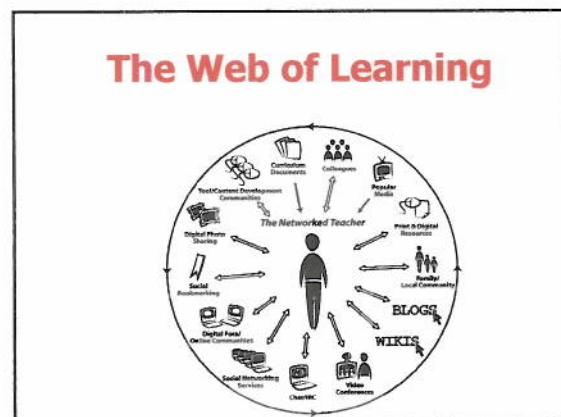 The Web of Learning
Curriculum
Documents
Colleagues
Popular
Media
Tool/Content Development
Communities
The Networked Teacher
Print & Digital
Resources
Digital Photo
Sharing
Family/
Local Community
Social
Bookmarking
BLOGS
WIKIS
Digital Fora/
Online Communities
Video
Conferences
Social Networking
Services
Chat/IRC